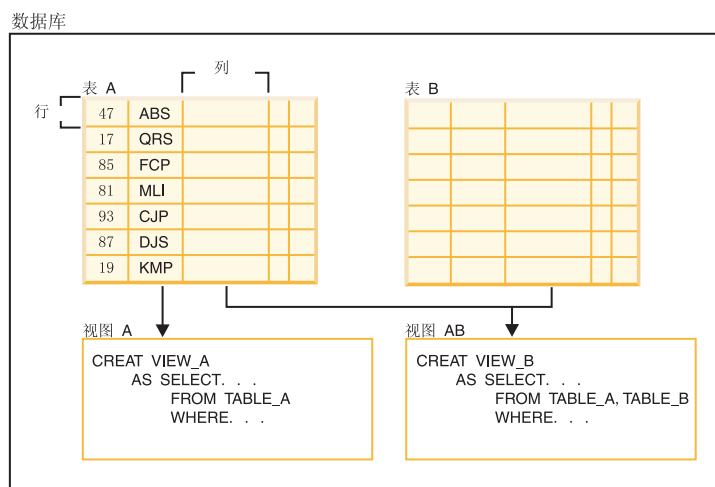 数据库
列
表 A
表 B
行
47 ABS
17 QRS
85 FCP
81 MLI
93 CJP
87 DJS
19 KMP
视图 A
CREAT VIEW_A
AS SELECT. . .
FROM TABLE_A
WHERE. . .
视图 AB
CREAT VIEW_B
AS SELECT. . .
FROM TABLE_A, TABLE_B
WHERE. . .